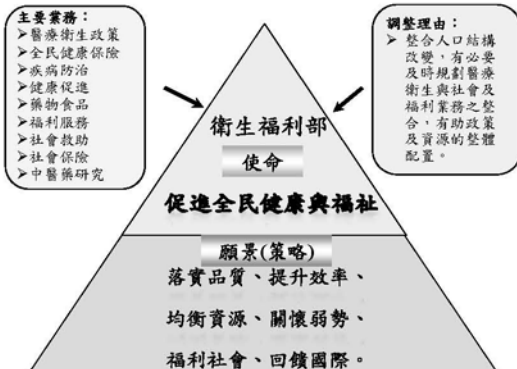 主要業務：
➢醫療衛生政策
➢全民健康保險
➢疾病防治
➢健康促進
➢藥物食品
➢福利服務
➢社會救助
➢社會保險
➢中醫藥研究
調整理由：
➢ 整合人口結構
改變，有必要
及時規劃醫療
衛生與社會及
福利業務之整
合，有助政策
及資源的整體
配置。
衛生福利部
使命
促進全民健康與福祉
願景(策略)
落實品質、提升效率、
均衡資源、關懷弱勢、
福利社會、回饋國際。